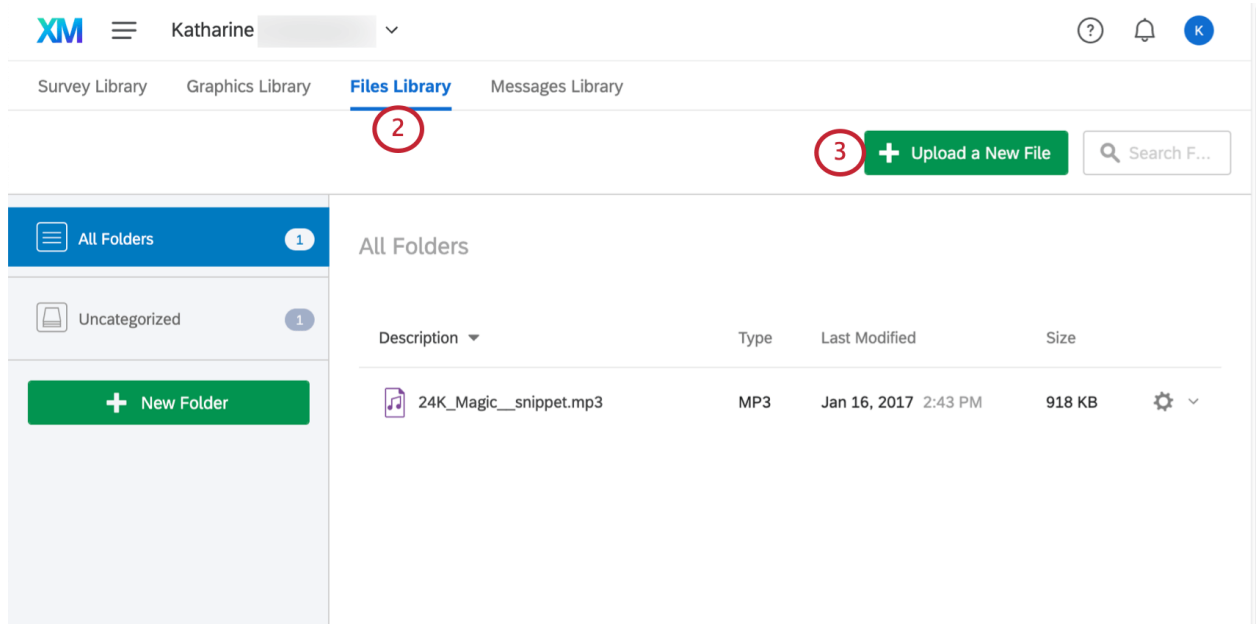 XM Katharine ? K
Survey Library Graphics Library Files Library Messages Library
2
3 + Upload a New File Search F...
All Folders 1
All Folders
Uncategorized 1
Description Type Last Modified Size
+ New Folder
24K_Magic__snippet.mp3 MP3 Jan 16, 2017 2:43 PM 918 KB